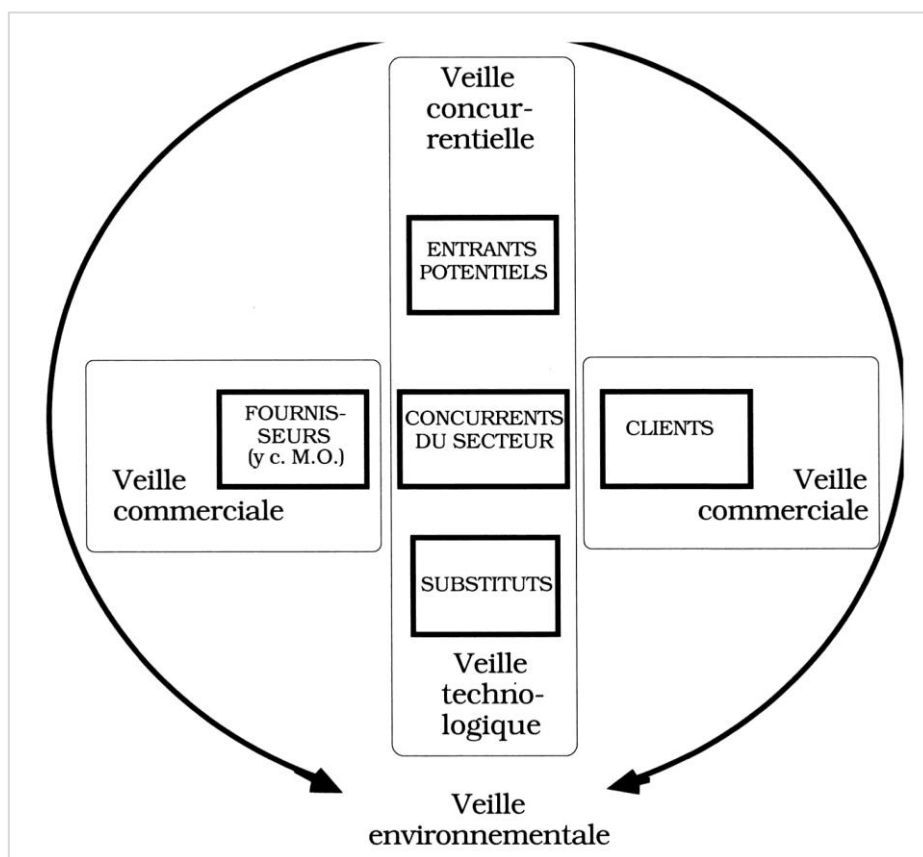 Veille
concur-
rentielle
ENTRANTS
POTENTIELS
FOURNIS-
SEURS
(y c. M.O.)
Veille
commerciale
CONCURRENTS
DU SECTEUR
CLIENTS
Veille
commerciale
SUBSTITUTS
Veille
techno-
logique
Veille
environnementale